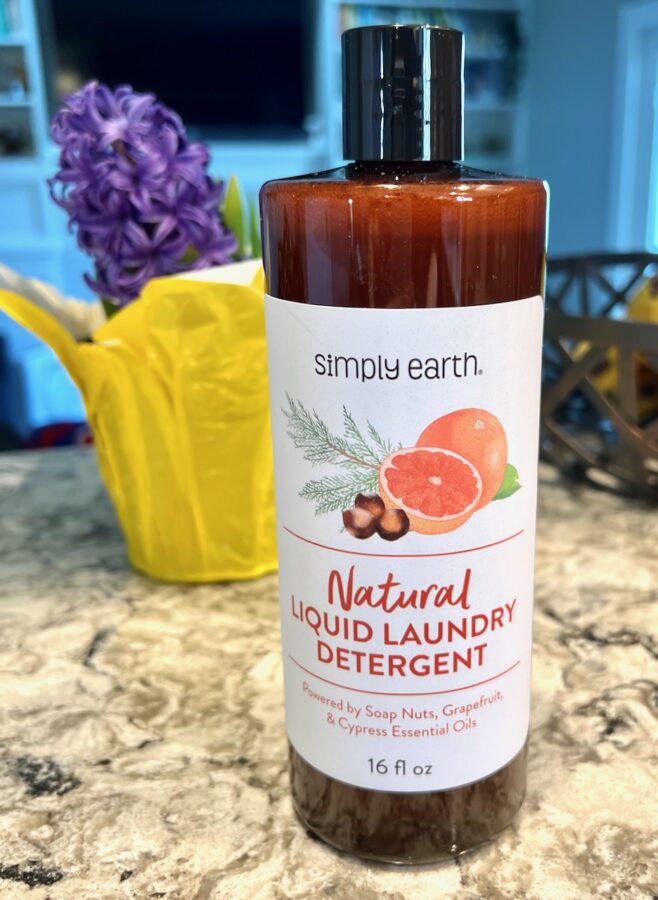 simply earth®
Natural
LIQUID LAUNDRY
DETERGENT
Powered by Soap Nuts, Grapefruit,
& Cypress Essential Oils
16 fl oz